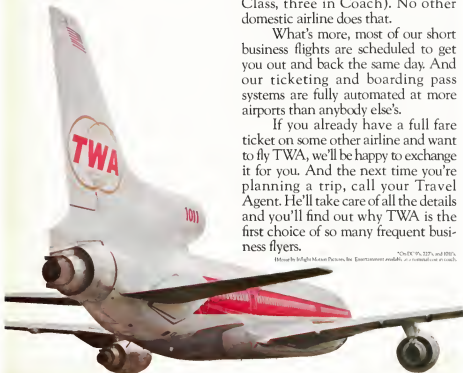 Class, three in Coach). No other
domestic airline does that.
What's more, most of our short
business flights are scheduled to get
you out and back the same day. And
our ticketing and boarding pass
systems are fully automated at more
airports than anybody else's.
If you already have a full fare
ticket on some other airline and want
to fly TWA, we'll be happy to exchange
it for you. And the next time you're
planning a trip, call your Travel
Agent. He'll take care of all the details
and you'll find out why TWA is the
first choice of so many frequent busi-
ness flyers.
TWA
1011